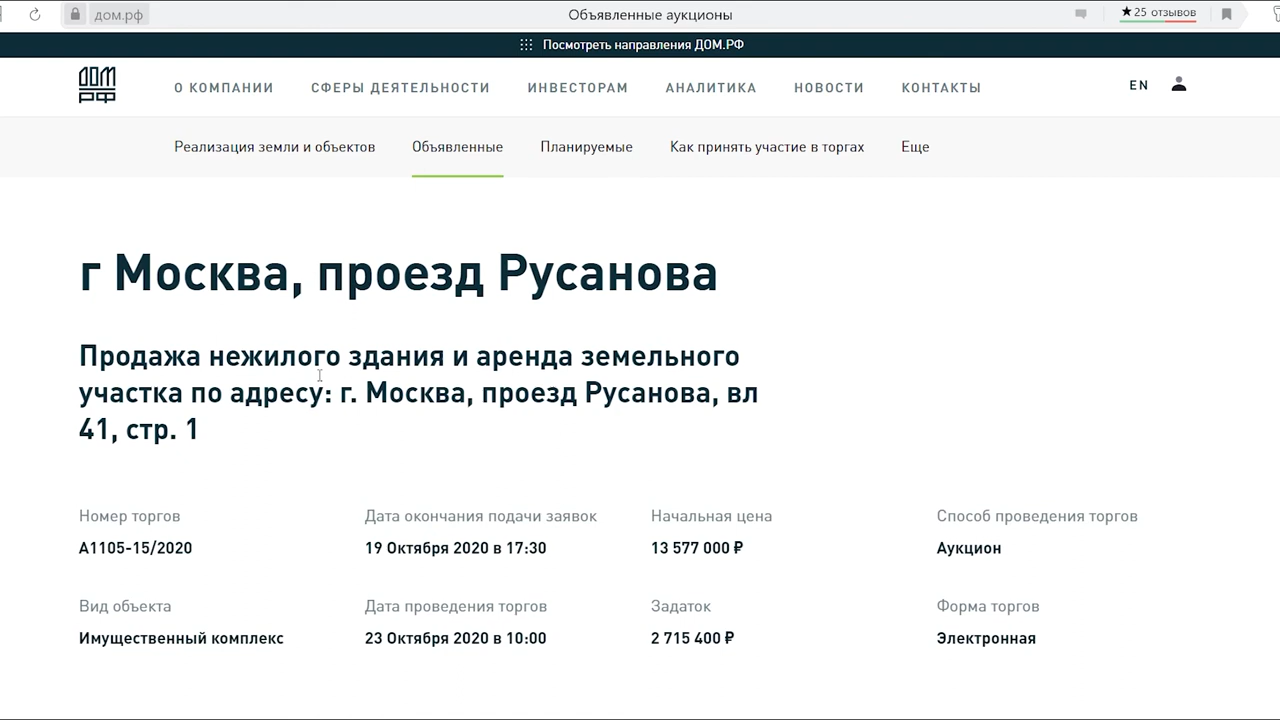 дом.рф
Объявленные аукционы
★25 отзывов
Посмотреть направления ДОМ.РФ
ДОМ
РФ
О КОМПАНИИ
СФЕРЫ ДЕЯТЕЛЬНОСТИ
ИНВЕСТОРАМ
АНАЛИТИКА
НОВОСТИ
КОНТАКТЫ
EN
Реализация земли и объектов
Объявленные
Планируемые
Как принять участие в торгах
Еще
г Москва, проезд Русанова
Продажа нежилого здания и аренда земельного
участка по адресу: г. Москва, проезд Русанова, вл
41, стр. 1
Номер торгов
А1105-15/2020
Дата окончания подачи заявок
19 Октября 2020 в 17:30
Начальная цена
13 577 000 ₽
Способ проведения торгов
Аукцион
Вид объекта
Имущественный комплекс
Дата проведения торгов
23 Октября 2020 в 10:00
Задаток
2 715 400 ₽
Форма торгов
Электронная